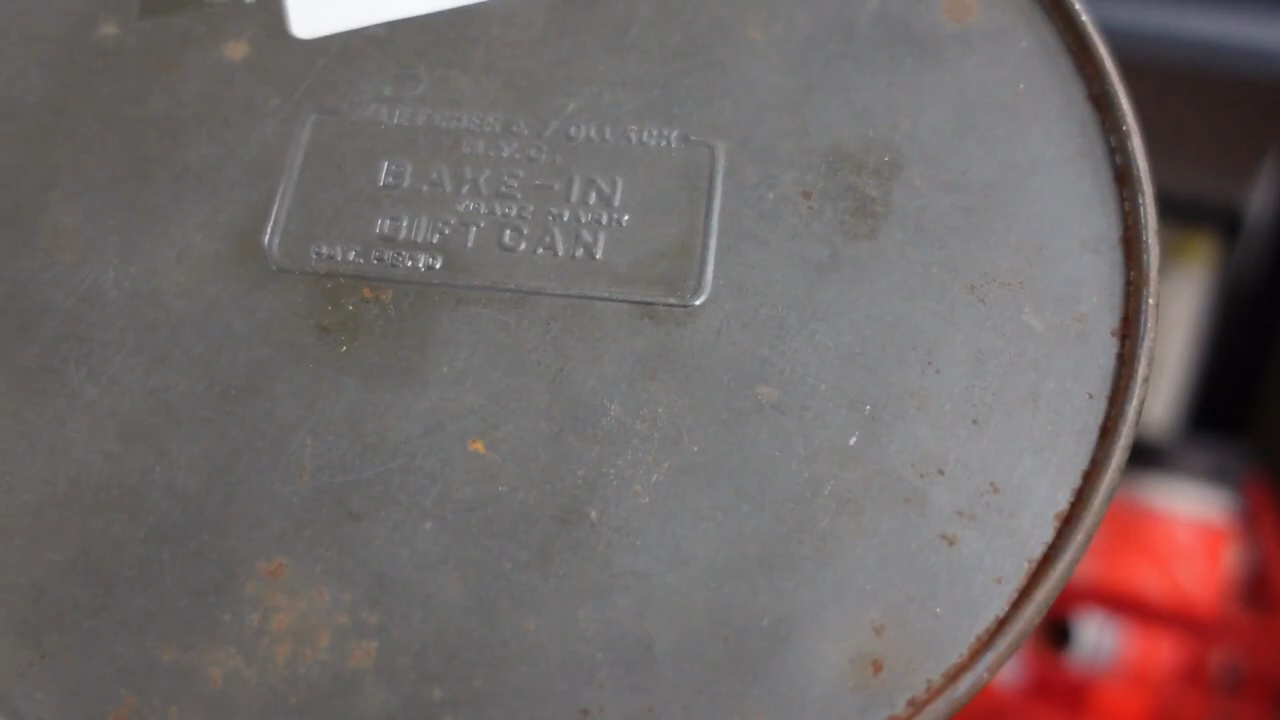 N.Y.C.
BAKE-IN
TRADE MARK
GIFT CAN
PAT. PEND